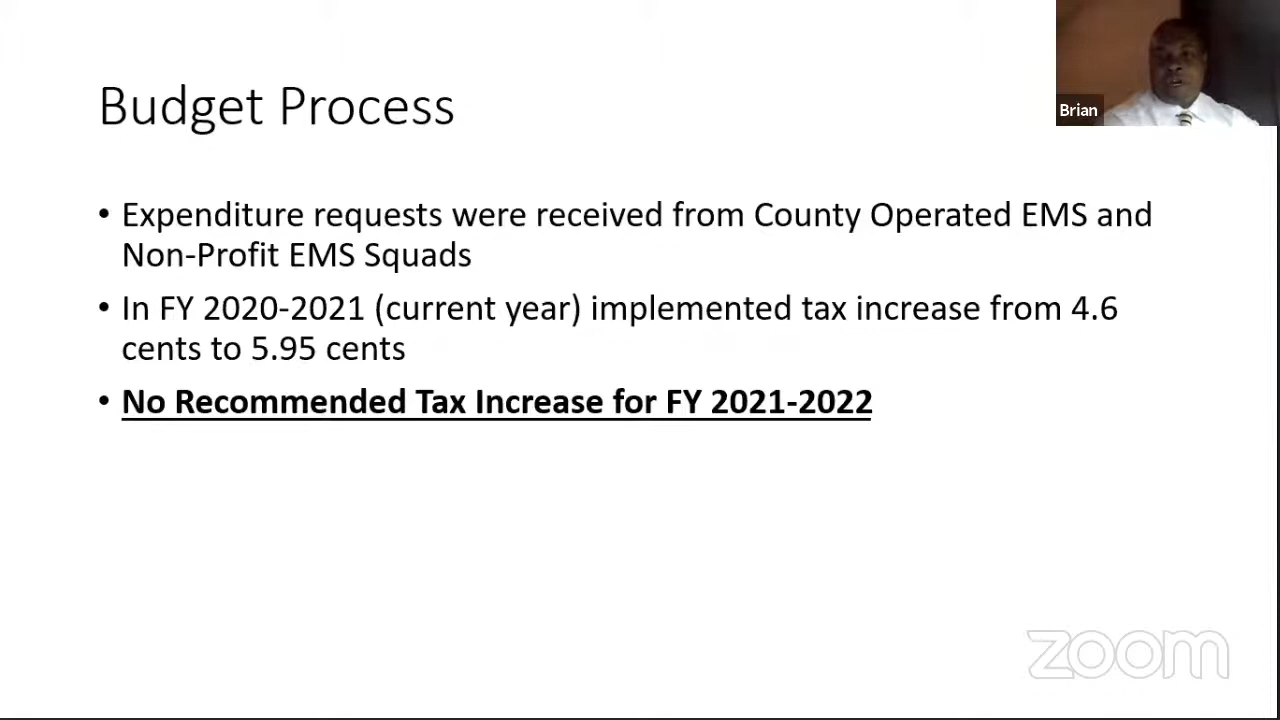 Budget Process
Brian
• Expenditure requests were received from County Operated EMS and
Non-Profit EMS Squads
• In FY 2020-2021 (current year) implemented tax increase from 4.6
cents to 5.95 cents
• No Recommended Tax Increase for FY 2021-2022
zoom